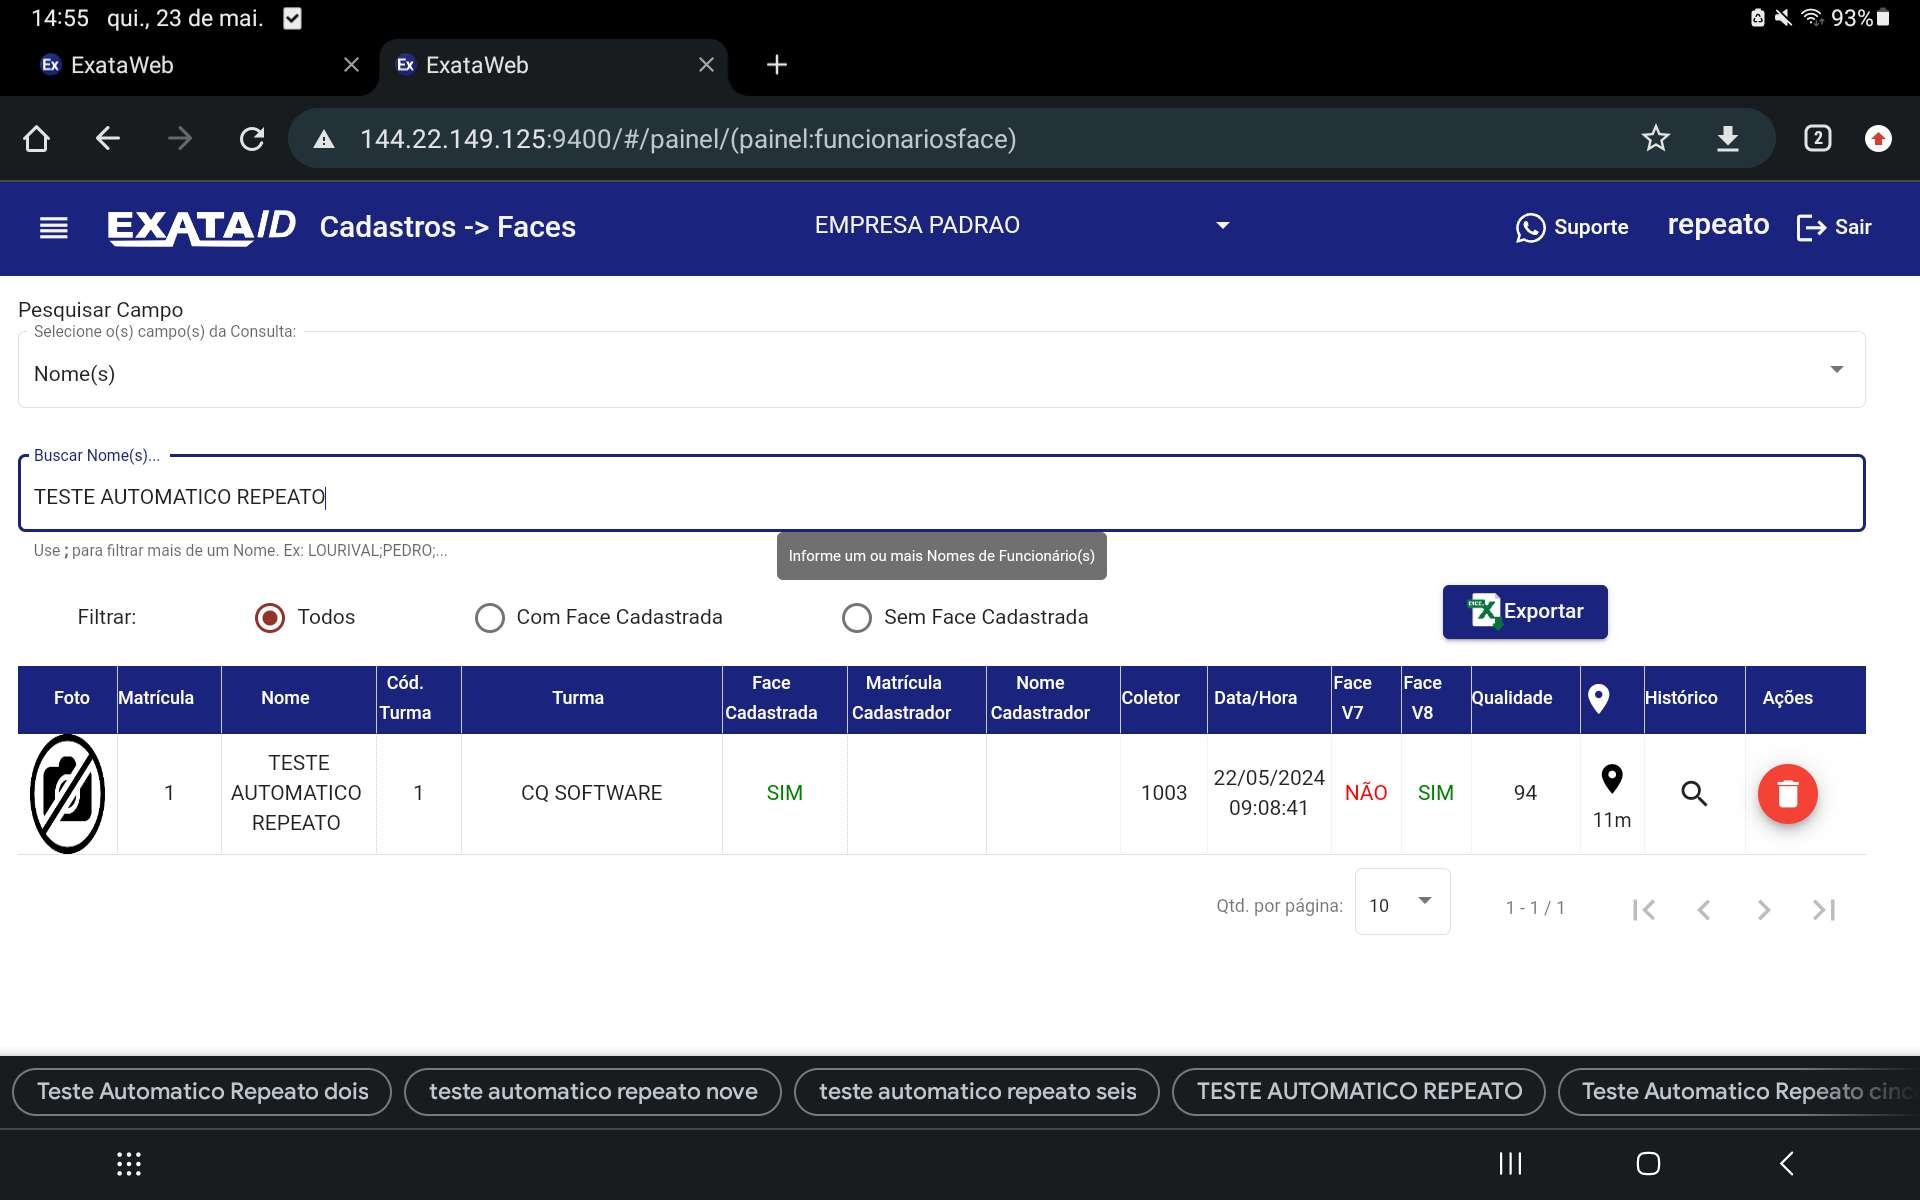 14:55 qui., 23 de mai. 93%
Ex ExataWeb Ex ExataWeb
144.22.149.125:9400/#/painel/(painel:funcionariosface) 2
EXATA/ID Cadastros -> Faces EMPRESA PADRAO Suporte repeato Sair
Pesquisar Campo
Selecione o(s) campo(s) da Consulta:
Nome(s)
Buscar Nome(s)...
TESTE AUTOMATICO REPEATO
Use ; para filtrar mais de um Nome. Ex: LOURIVAL;PEDRO;...
Informe um ou mais Nomes de Funcionário(s)
Filtrar: Todos Com Face Cadastrada Sem Face Cadastrada Exportar
Foto Matrícula Nome Cód. Turma Turma Face Cadastrada Matrícula Cadastrador Nome Cadastrador Coletor Data/Hora Face V7 Face V8 Qualidade Histórico Ações
1 TESTE AUTOMATICO REPEATO 1 CQ SOFTWARE SIM 1003 22/05/2024 09:08:41 NÃO SIM 94 11m
Qtd. por página: 10 1 - 1 / 1
Teste Automatico Repeato dois teste automatico repeato nove teste automatico repeato seis TESTE AUTOMATICO REPEATO Teste Automatico Repeato cinc